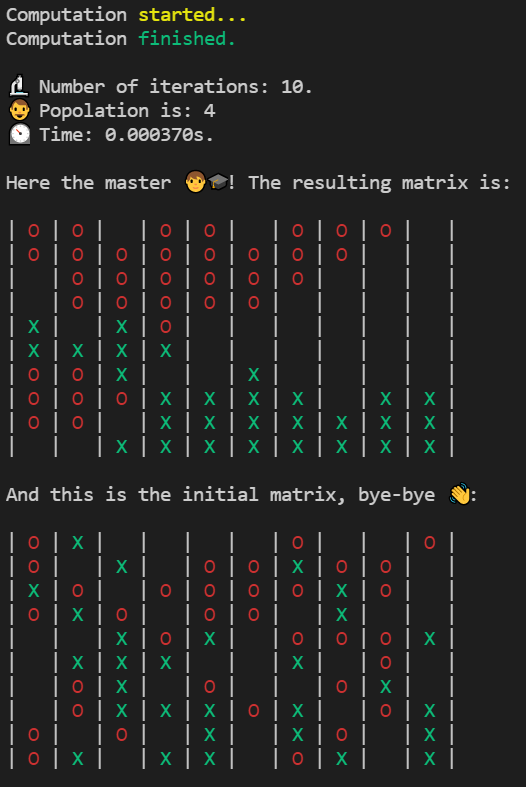 Computation started...
Computation finished.
🔬 Number of iterations: 10.
👨 Popolation is: 4
⏲ Time: 0.000370s.
Here the master 👨🎓! The resulting matrix is:
| O | O |   | O | O |   | O | O | O |   |
| O | O | O | O | O | O | O | O |   |   |
|   | O | O | O | O | O | O |   |   |   |
|   | O | O | O | O | O |   |   |   |   |
| X |   | X | O |   |   |   |   |   |   |
| X | X | X | X |   |   |   |   |   |   |
| O | O | X |   |   | X |   |   |   |   |
| O | O | O | X | X | X | X |   | X | X |
| O | O |   | X | X | X | X | X | X | X |
|   |   | X | X | X | X | X | X | X | X |
And this is the initial matrix, bye-bye 👋:
| O | X |   |   |   |   | O |   |   | O |
| O |   | X |   | O | O | X | O | O |   |
| X | O |   | O | O | O | O | X | O |   |
| O | X | O |   | O | O |   | X |   |   |
|   |   | X | O | X |   | O | O | O | X |
|   | X | X | X |   |   | X |   | O |   |
|   | O | X |   | O |   |   | O | X |   |
|   | O | X | X | X | O | X |   | O | X |
| O |   | O |   | X |   | X | O |   | X |
| O | X |   | X | X |   | O | X |   | X |